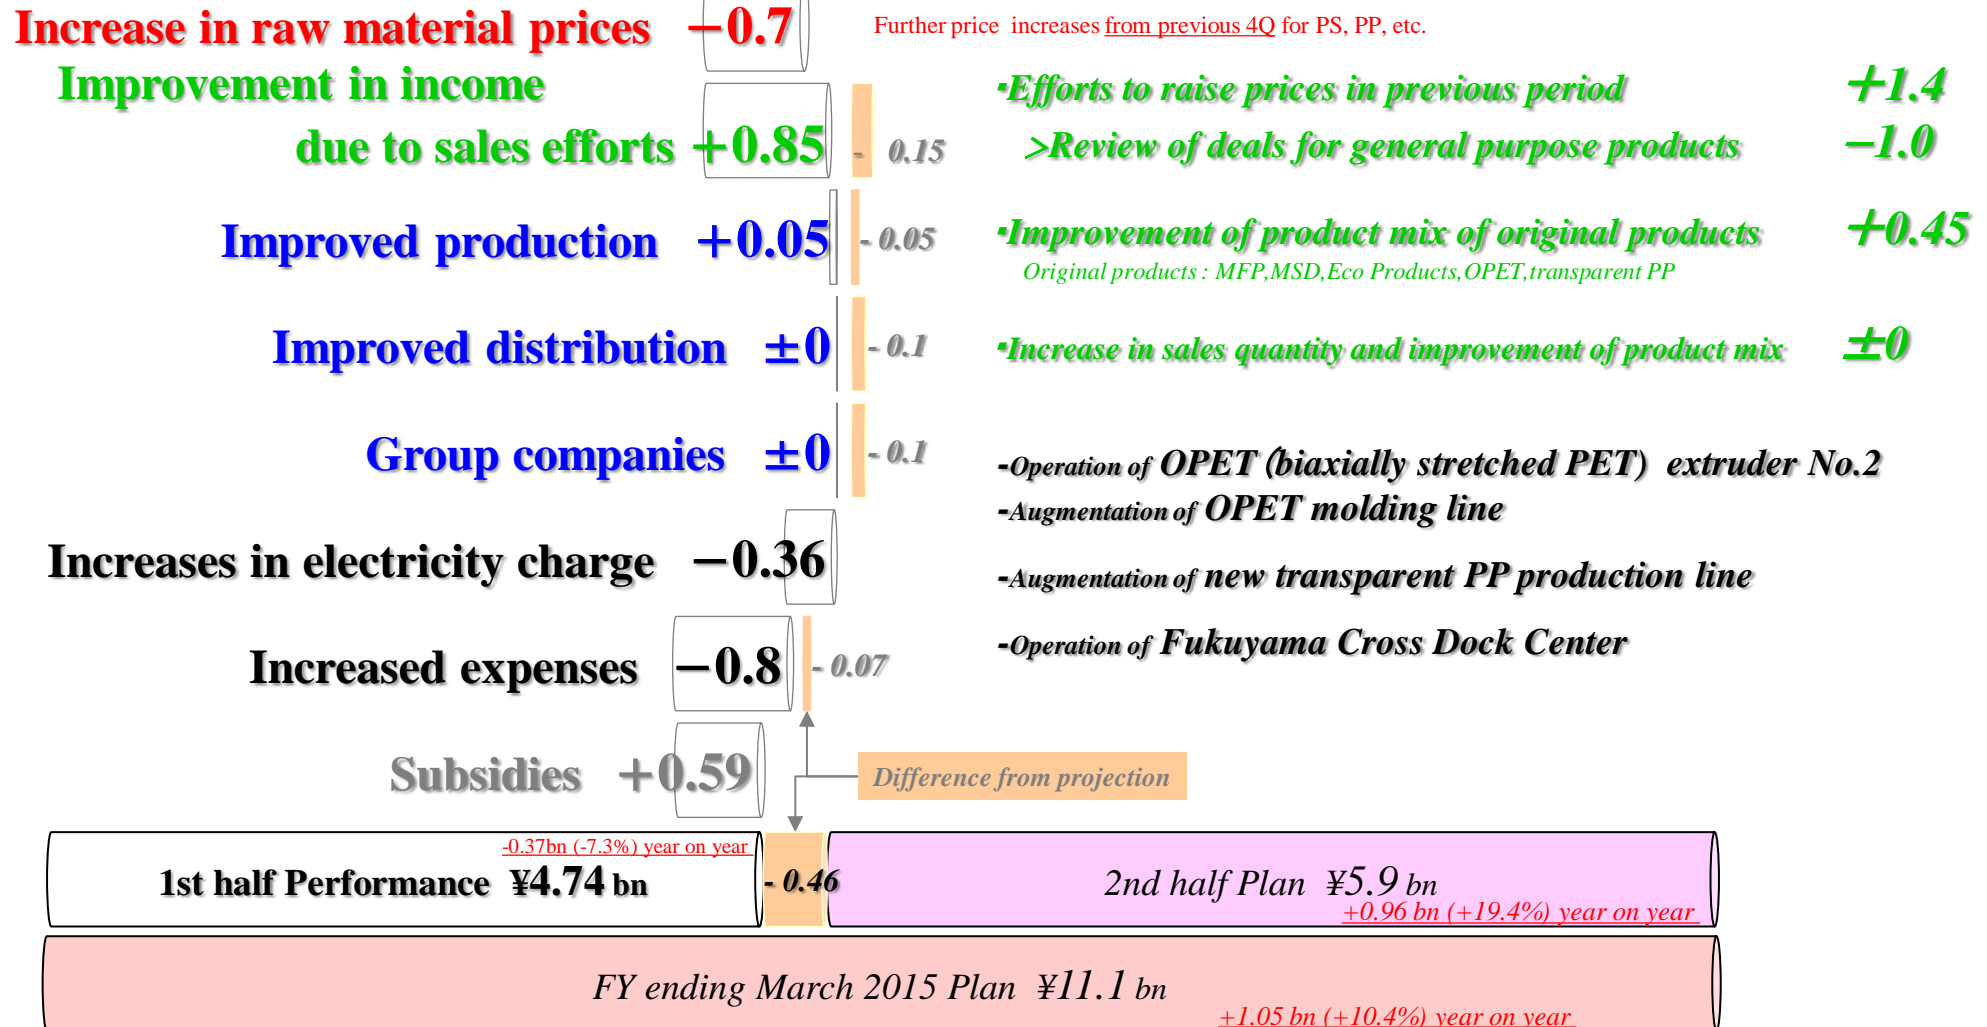 Increase in raw material prices －0.7
Further price increases from previous 4Q for PS, PP, etc.
Improvement in income
due to sales efforts ＋0.85
- 0.15
▪Efforts to raise prices in previous period ＋1.4
>Review of deals for general purpose products －1.0
Improved production ＋0.05
- 0.05
▪Improvement of product mix of original products ＋0.45
Original products : MFP,MSD,Eco Products,OPET,transparent PP
Improved distribution ±0
- 0.1
▪Increase in sales quantity and improvement of product mix ±0
Group companies ±0
- 0.1
-Operation of OPET (biaxially stretched PET) extruder No.2
-Augmentation of OPET molding line
Increases in electricity charge －0.36
-Augmentation of new transparent PP production line
Increased expenses －0.8
- 0.07
-Operation of Fukuyama Cross Dock Center
Subsidies ＋0.59
Difference from projection
-0.37bn (-7.3%) year on year
1st half Performance ¥4.74 bn
- 0.46
2nd half Plan ¥5.9 bn
+0.96 bn (+19.4%) year on year
FY ending March 2015 Plan ¥11.1 bn
+1.05 bn (+10.4%) year on year